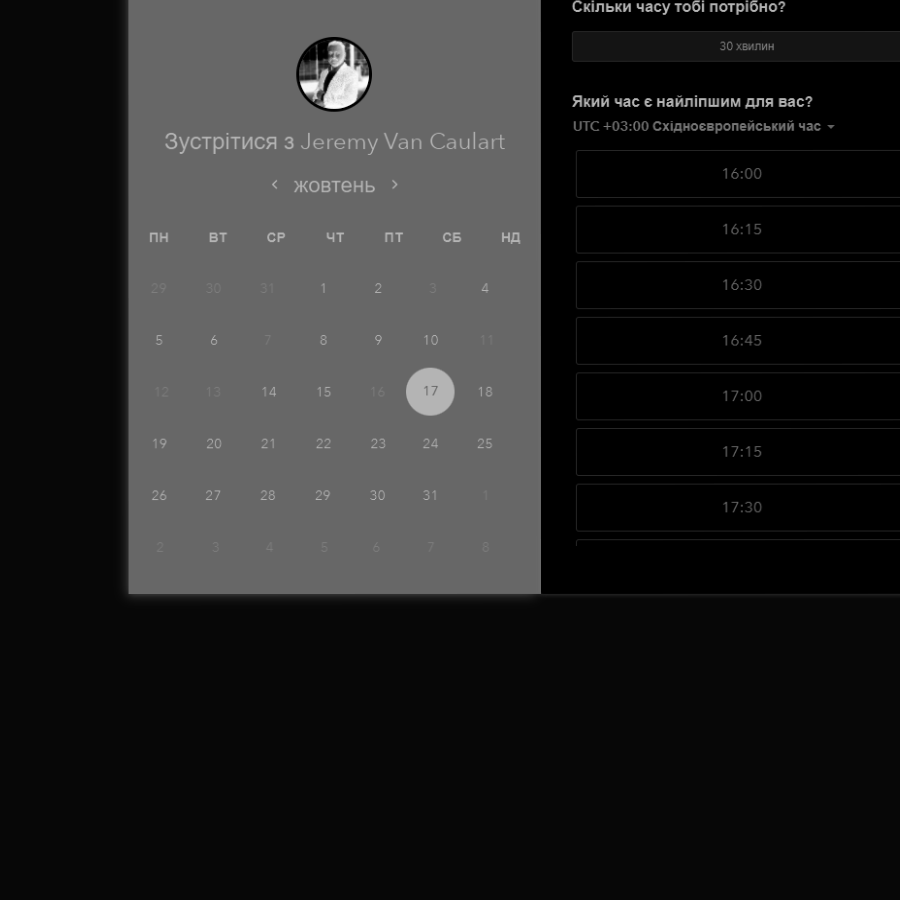 Зустрітися з Jeremy Van Caulart
жовтень
ПН ВТ СР ЧТ ПТ СБ НД
29 30 31 1 2 3 4
5 6 7 8 9 10 11
12 13 14 15 16 17 18
19 20 21 22 23 24 25
26 27 28 29 30 31 1
2 3 4 5 6 7 8
Скільки часу тобі потрібно?
30 хвилин
Який час є найліпшим для вас?
UTC +03:00 Східноєвропейський час
16:00
16:15
16:30
16:45
17:00
17:15
17:30